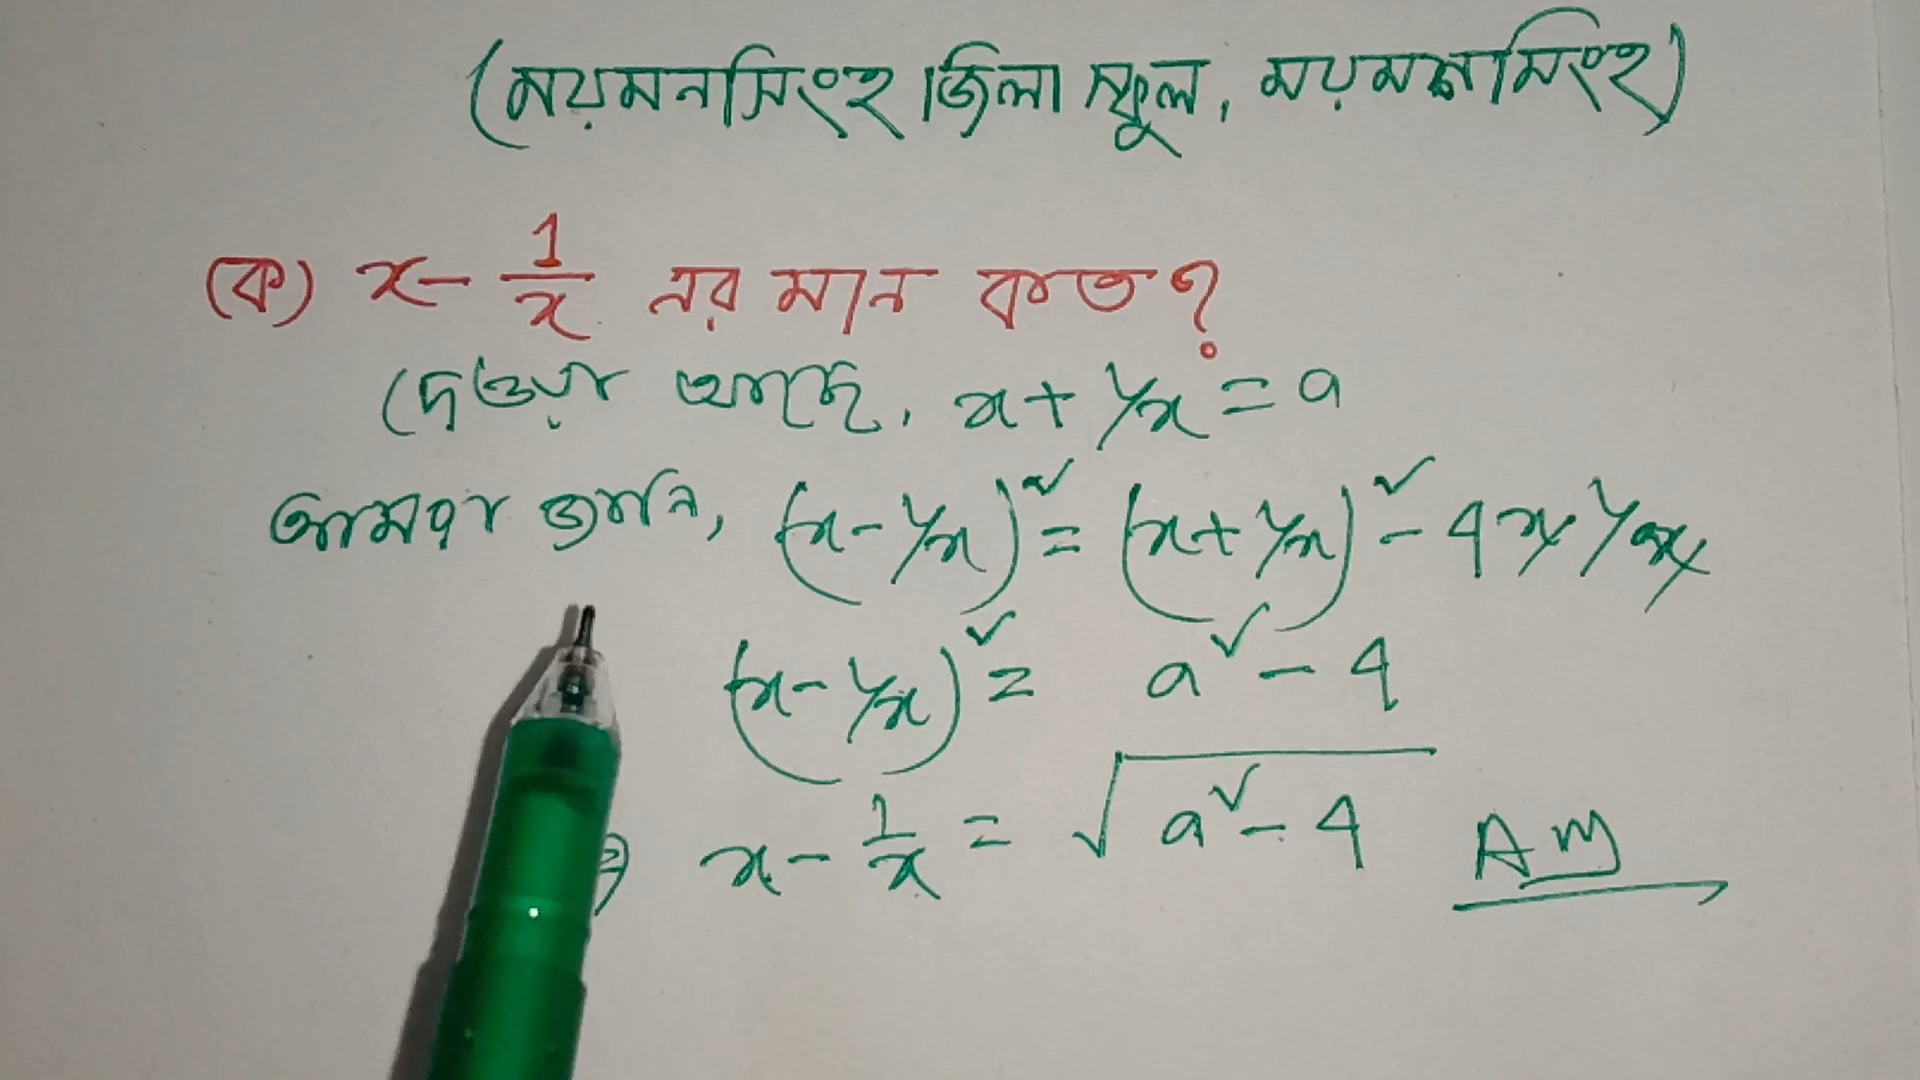 (ময়মনসিংহ জিলা স্কুল, ময়মনসিংহ)
(ক) x - 1/x এর মান কত?
দেওয়া আছে, x + 1/x = a
আমরা জানি, (x - 1/x)² = (x + 1/x)² - 4 x 1/x
(x - 1/x)² = a² - 4
⇒ x - 1/x = √(a² - 4) Ans